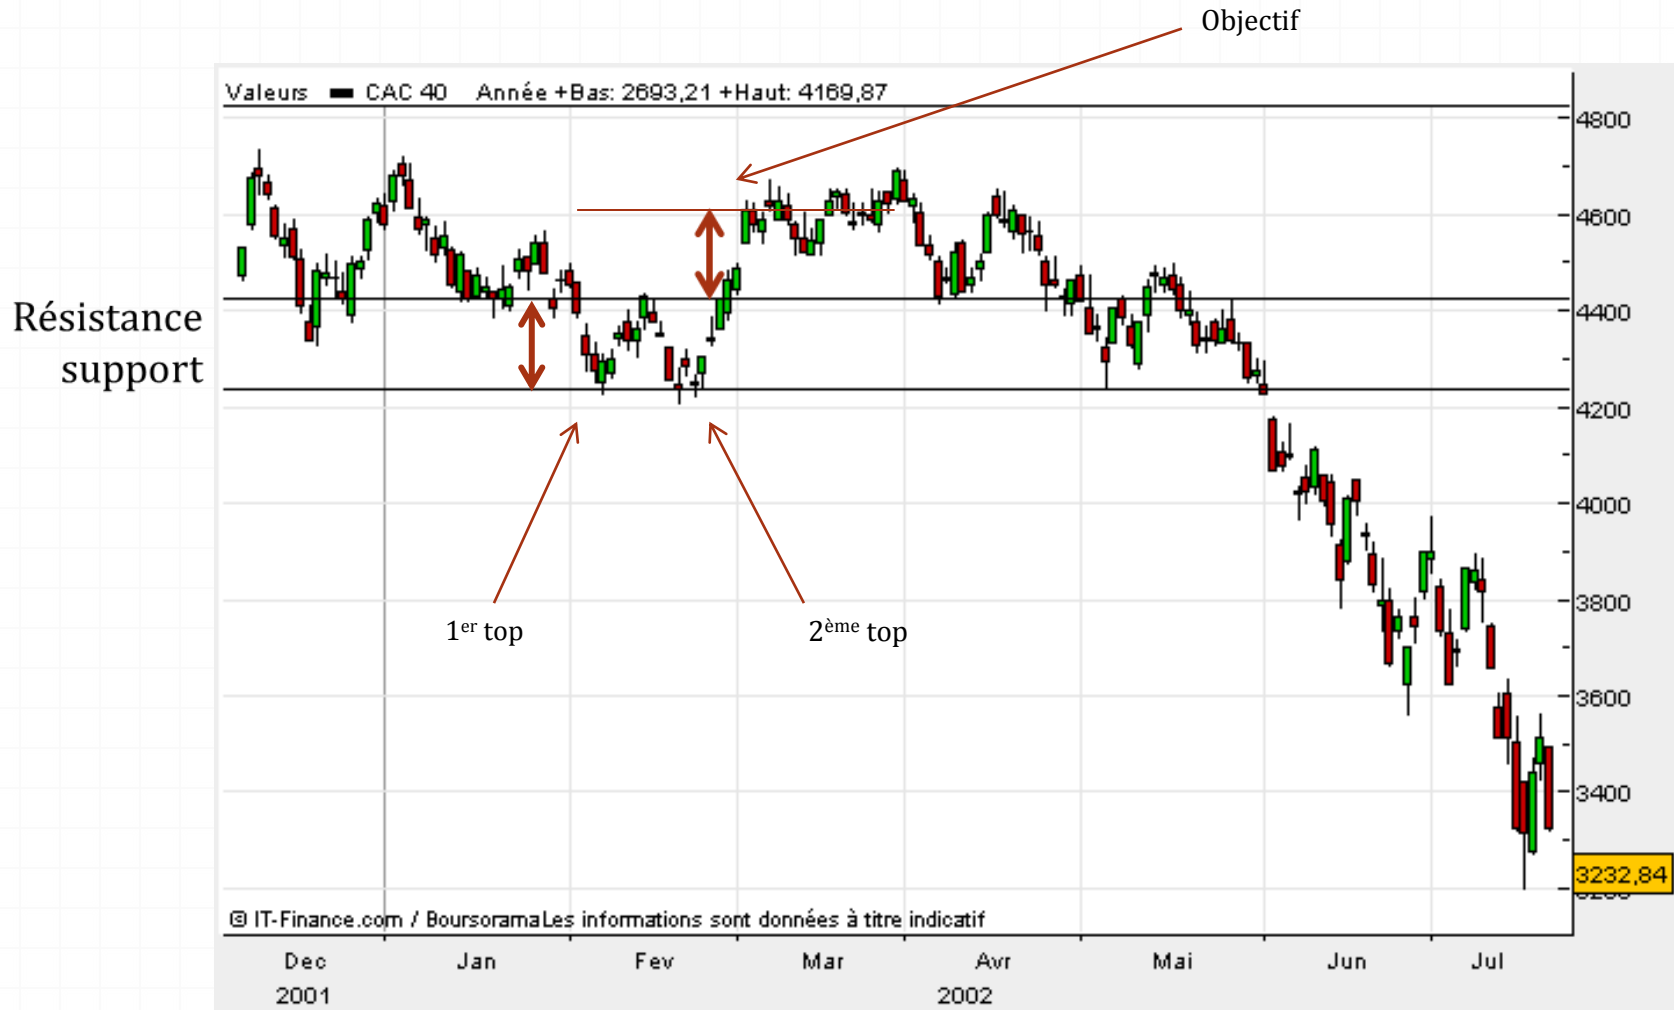 Objectif
Valeurs CAC 40 Année +Bas: 2693,21 +Haut: 4169,87
4800
4600
Résistance
support
4400
4200
4000
1er top
2ème top
3800
3600
3400
3232,84
© IT-Finance.com / BoursoramaLes informations sont données à titre indicatif
Dec Jan Fev Mar Avr Mai Jun Jul
2001 2002